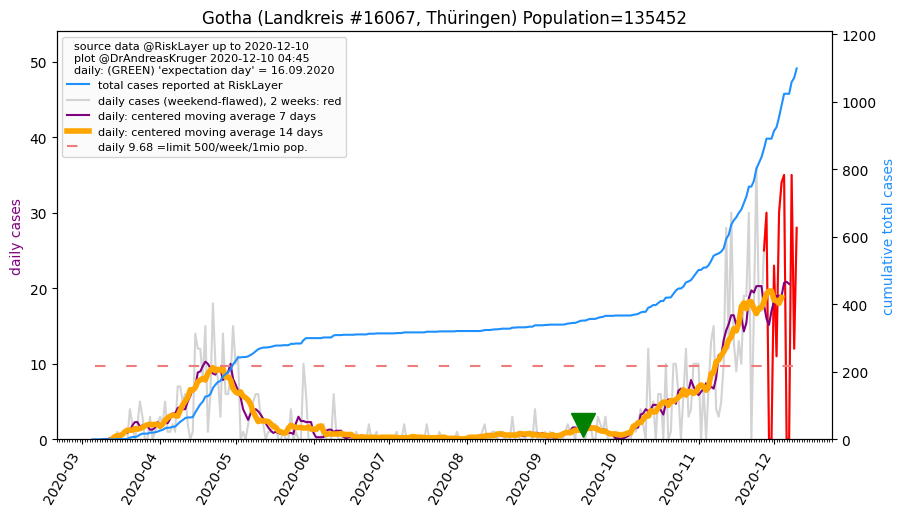 Gotha (Landkreis #16067, Thüringen) Population=135452
source data @RiskLayer up to 2020-12-10
plot @DrAndreasKruger 2020-12-10 04:45
daily: (GREEN) 'expectation day' = 16.09.2020
total cases reported at RiskLayer
daily cases (weekend-flawed), 2 weeks: red
daily: centered moving average 7 days
daily: centered moving average 14 days
daily 9.68 =limit 500/week/1mio pop.
daily cases
50
40
30
20
10
0
cumulative total cases
1200
1000
800
600
400
200
0
2020-03
2020-04
2020-05
2020-06
2020-07
2020-08
2020-09
2020-10
2020-11
2020-12